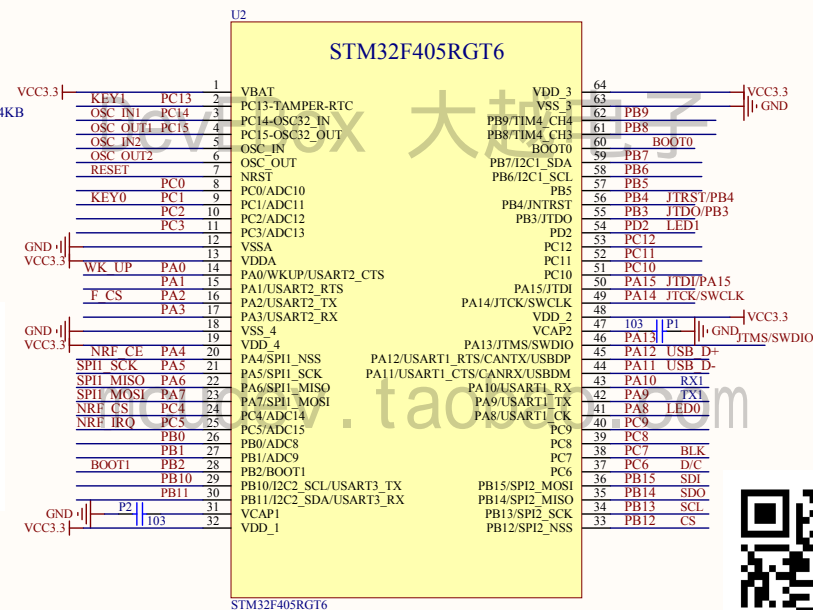 U2
STM32F405RGT6
VCC3.3 1 VBAT VDD_3 64 VCC3.3
KEY1 PC13 2 PC13-TAMPER-RTC VSS_3 63 GND
4KB OSC_IN1 PC14 3 PC14-OSC32_IN PB9/TIM4_CH4 62 PB9
OSC_OUT1 PC15 4 PC15-OSC32_OUT PB8/TIM4_CH3 61 PB8
OSC_IN2 5 OSC_IN BOOT0 60 BOOT0
OSC_OUT2 6 OSC_OUT PB7/I2C1_SDA 59 PB7
RESET 7 NRST PB6/I2C1_SCL 58 PB6
PC0 8 PC0/ADC10 PB5 57 PB5
KEY0 PC1 9 PC1/ADC11 PB4/JNTRST 56 PB4 JTRST/PB4
PC2 10 PC2/ADC12 PB3/JTDO 55 PB3 JTDO/PB3
PC3 11 PC3/ADC13 PD2 54 PD2 LED1
GND 12 VSSA PC12 53 PC12
VCC3.3 13 VDDA PC11 52 PC11
WK_UP PA0 14 PA0/WKUP/USART2_CTS PC10 51 PC10
PA1 15 PA1/USART2_RTS PA15/JTDI 50 PA15 JTDI/PA15
F_CS PA2 16 PA2/USART2_TX PA14/JTCK/SWCLK 49 PA14 JTCK/SWCLK
PA3 17 PA3/USART2_RX VDD_2 48 VCC3.3
GND 18 VSS_4 VCAP2 47 103 P1 GND
VCC3.3 19 VDD_4 PA13/JTMS/SWDIO 46 PA13 JTMS/SWDIO
NRF_CE PA4 20 PA4/SPI1_NSS PA12/USART1_RTS/CANTX/USBDP 45 PA12 USB_D+
SPI1_SCK PA5 21 PA5/SPI1_SCK PA11/USART1_CTS/CANRX/USBDM 44 PA11 USB_D-
SPI1_MISO PA6 22 PA6/SPI1_MISO PA10/USART1_RX 43 PA10 RX1
SPI1_MOSI PA7 23 PA7/SPI1_MOSI PA9/USART1_TX 42 PA9 TX1
NRF_CS PC4 24 PC4/ADC14 PA8/USART1_CK 41 PA8 LED0
NRF_IRQ PC5 25 PC5/ADC15 PC9 40 PC9
PB0 26 PB0/ADC8 PC8 39 PC8
PB1 27 PB1/ADC9 PC7 38 PC7 BLK
BOOT1 PB2 28 PB2/BOOT1 PC6 37 PC6 D/C
PB10 29 PB10/I2C2_SCL/USART3_TX PB15/SPI2_MOSI 36 PB15 SDI
PB11 30 PB11/I2C2_SDA/USART3_RX PB14/SPI2_MISO 35 PB14 SDO
GND P2 103 31 VCAP1 PB13/SPI2_SCK 34 PB13 SCL
VCC3.3 32 VDD_1 PB12/SPI2_NSS 33 PB12 CS
STM32F405RGT6
DevEBox 大越电子
mcudev.taobao.com